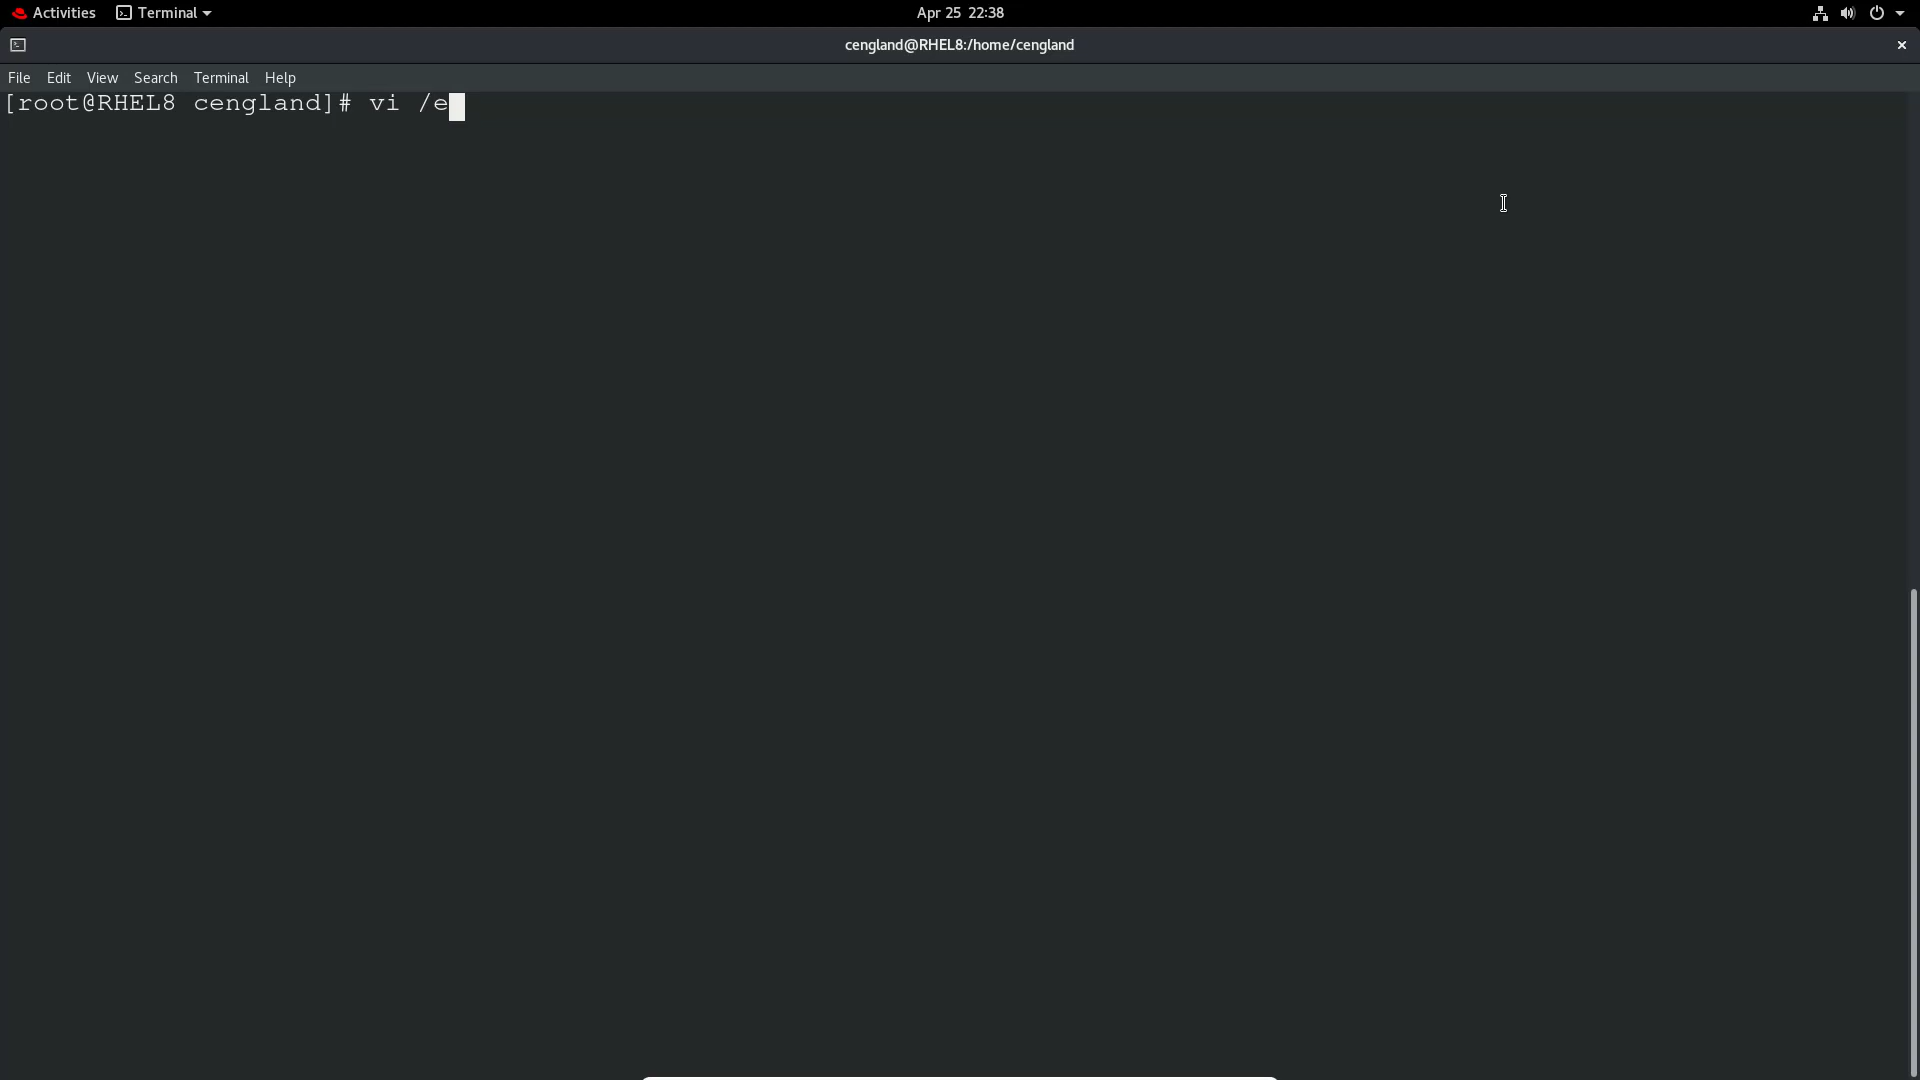 Activities Terminal Apr 25 22:38
cengland@RHEL8:/home/cengland
File Edit View Search Terminal Help
[root@RHEL8 cengland]# vi /e